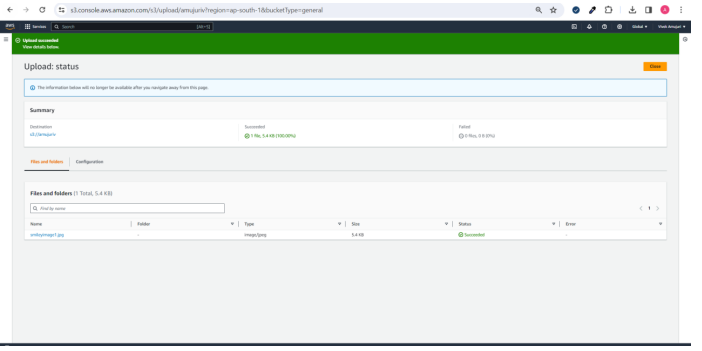 s3.console.aws.amazon.com/s3/upload/amujuriv?region=ap-south-1&bucketType=general
aws Services Search [Alt+S] Global Vivek Amujuri
Upload succeeded
View details below.
Upload: status
Close
The information below will no longer be available after you navigate away from this page.
Summary
Destination Succeeded Failed
s3://amujuriv 1 file, 5.4 KB (100.00%) 0 files, 0 B (0%)
Files and folders Configuration
Files and folders (1 Total, 5.4 KB)
Find by name
< 1 >
Name Folder Type Size Status Error
- image/jpeg 5.4 KB Succeeded -